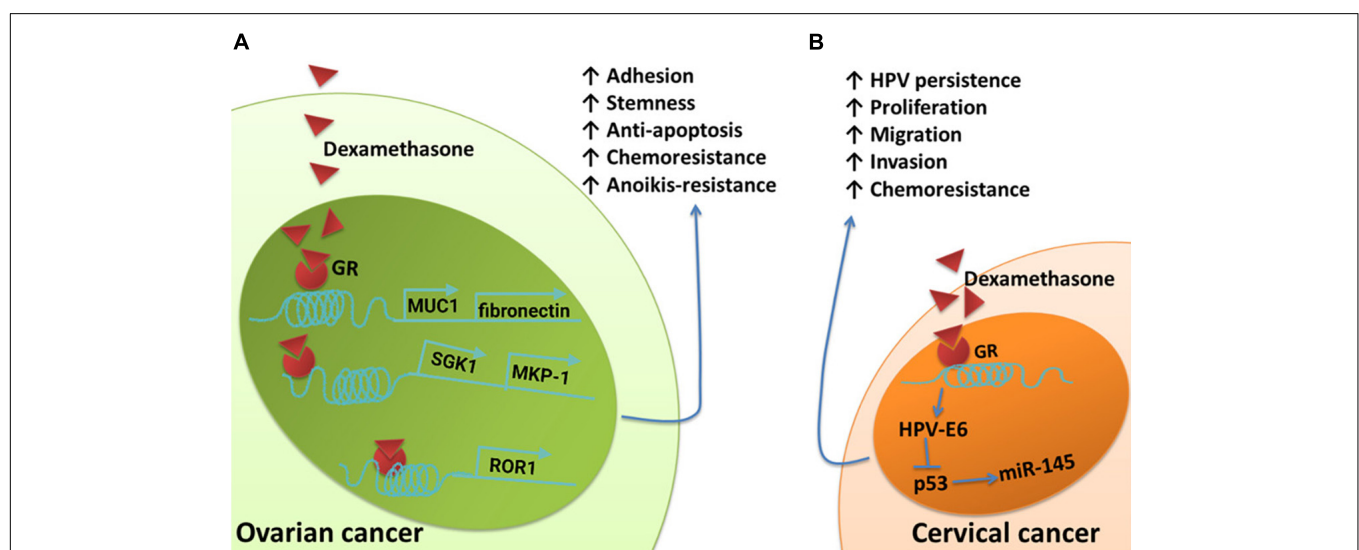 A
↑ Adhesion
↑ Stemness
↑ Anti-apoptosis
↑ Chemoresistance
↑ Anoikis-resistance
Dexamethasone
GR
MUC1
fibronectin
SGK1
MKP-1
ROR1
Ovarian cancer
B
↑ HPV persistence
↑ Proliferation
↑ Migration
↑ Invasion
↑ Chemoresistance
Dexamethasone
GR
HPV-E6
p53
miR-145
Cervical cancer